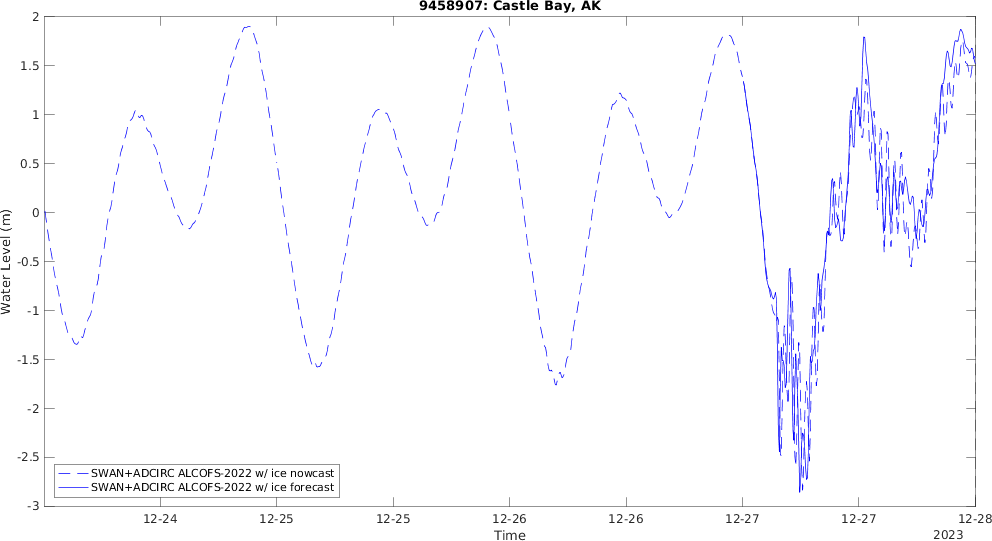 9458907: Castle Bay, AK
2
1.5
1
0.5
0
-0.5
-1
-1.5
-2
-2.5
-3
Water Level (m)
SWAN+ADCIRC ALCOFS-2022 w/ ice nowcast
SWAN+ADCIRC ALCOFS-2022 w/ ice forecast
12-24 12-25 12-25 12-26 12-26 12-27 12-27 12-28
Time
2023